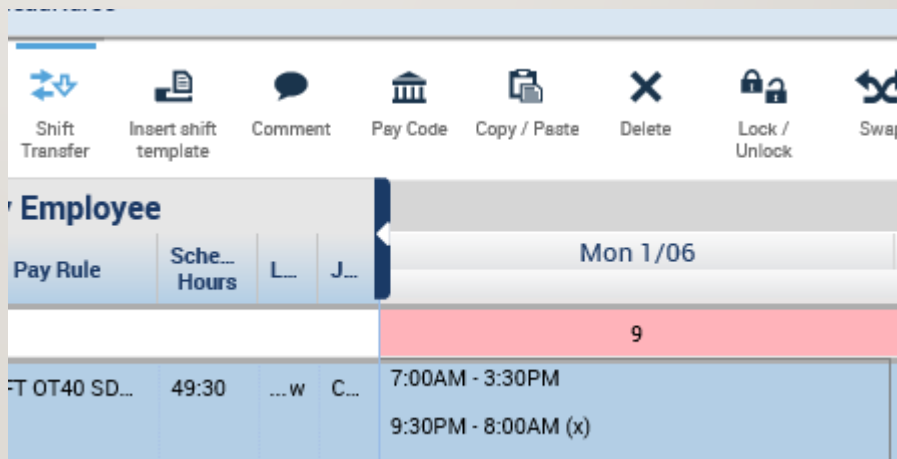 Shift Transfer
Insert shift template
Comment
Pay Code
Copy / Paste
Delete
Lock / Unlock
Employee
Pay Rule
Sche... Hours
L...
J...
Mon 1/06
9
FT OT40 SD...
49:30
...w
C...
7:00AM - 3:30PM
9:30PM - 8:00AM (x)